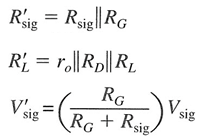 R'sig = Rsig||RG
R'L = ro||RD||RL
V'sig = (RG / (RG + Rsig)) Vsig